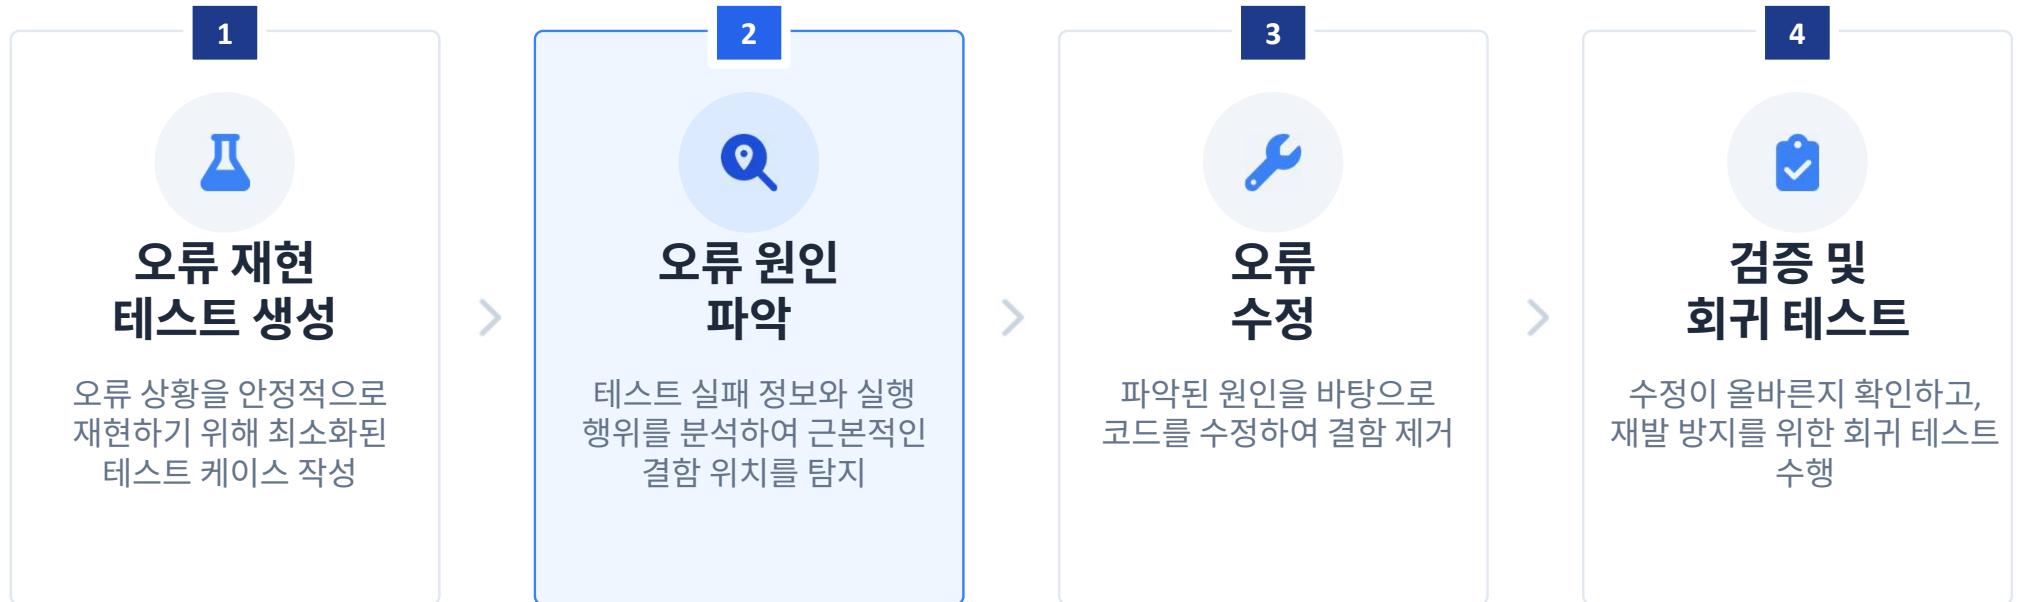 1
오류 재현
테스트 생성
오류 상황을 안정적으로
재현하기 위해 최소화된
테스트 케이스 작성
2
오류 원인
파악
테스트 실패 정보와 실행
행위를 분석하여 근본적인
결함 위치를 탐지
3
오류
수정
파악된 원인을 바탕으로
코드를 수정하여 결함 제거
4
검증 및
회귀 테스트
수정이 올바른지 확인하고,
재발 방지를 위한 회귀 테스트
수행